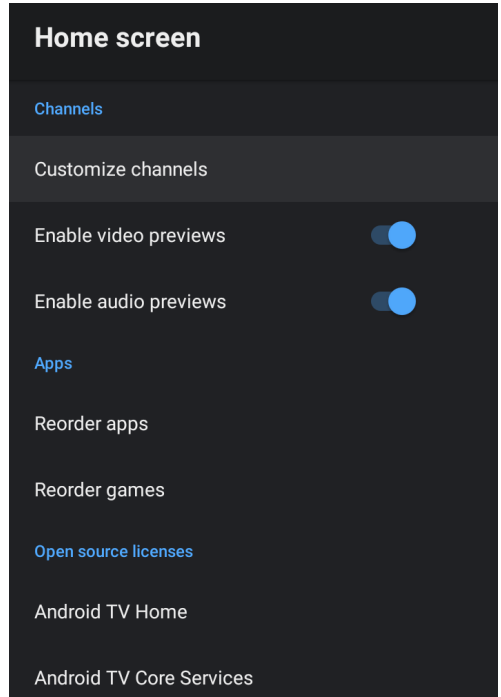 Home screen
Channels
Customize channels
Enable video previews
Enable audio previews
Apps
Reorder apps
Reorder games
Open source licenses
Android TV Home
Android TV Core Services